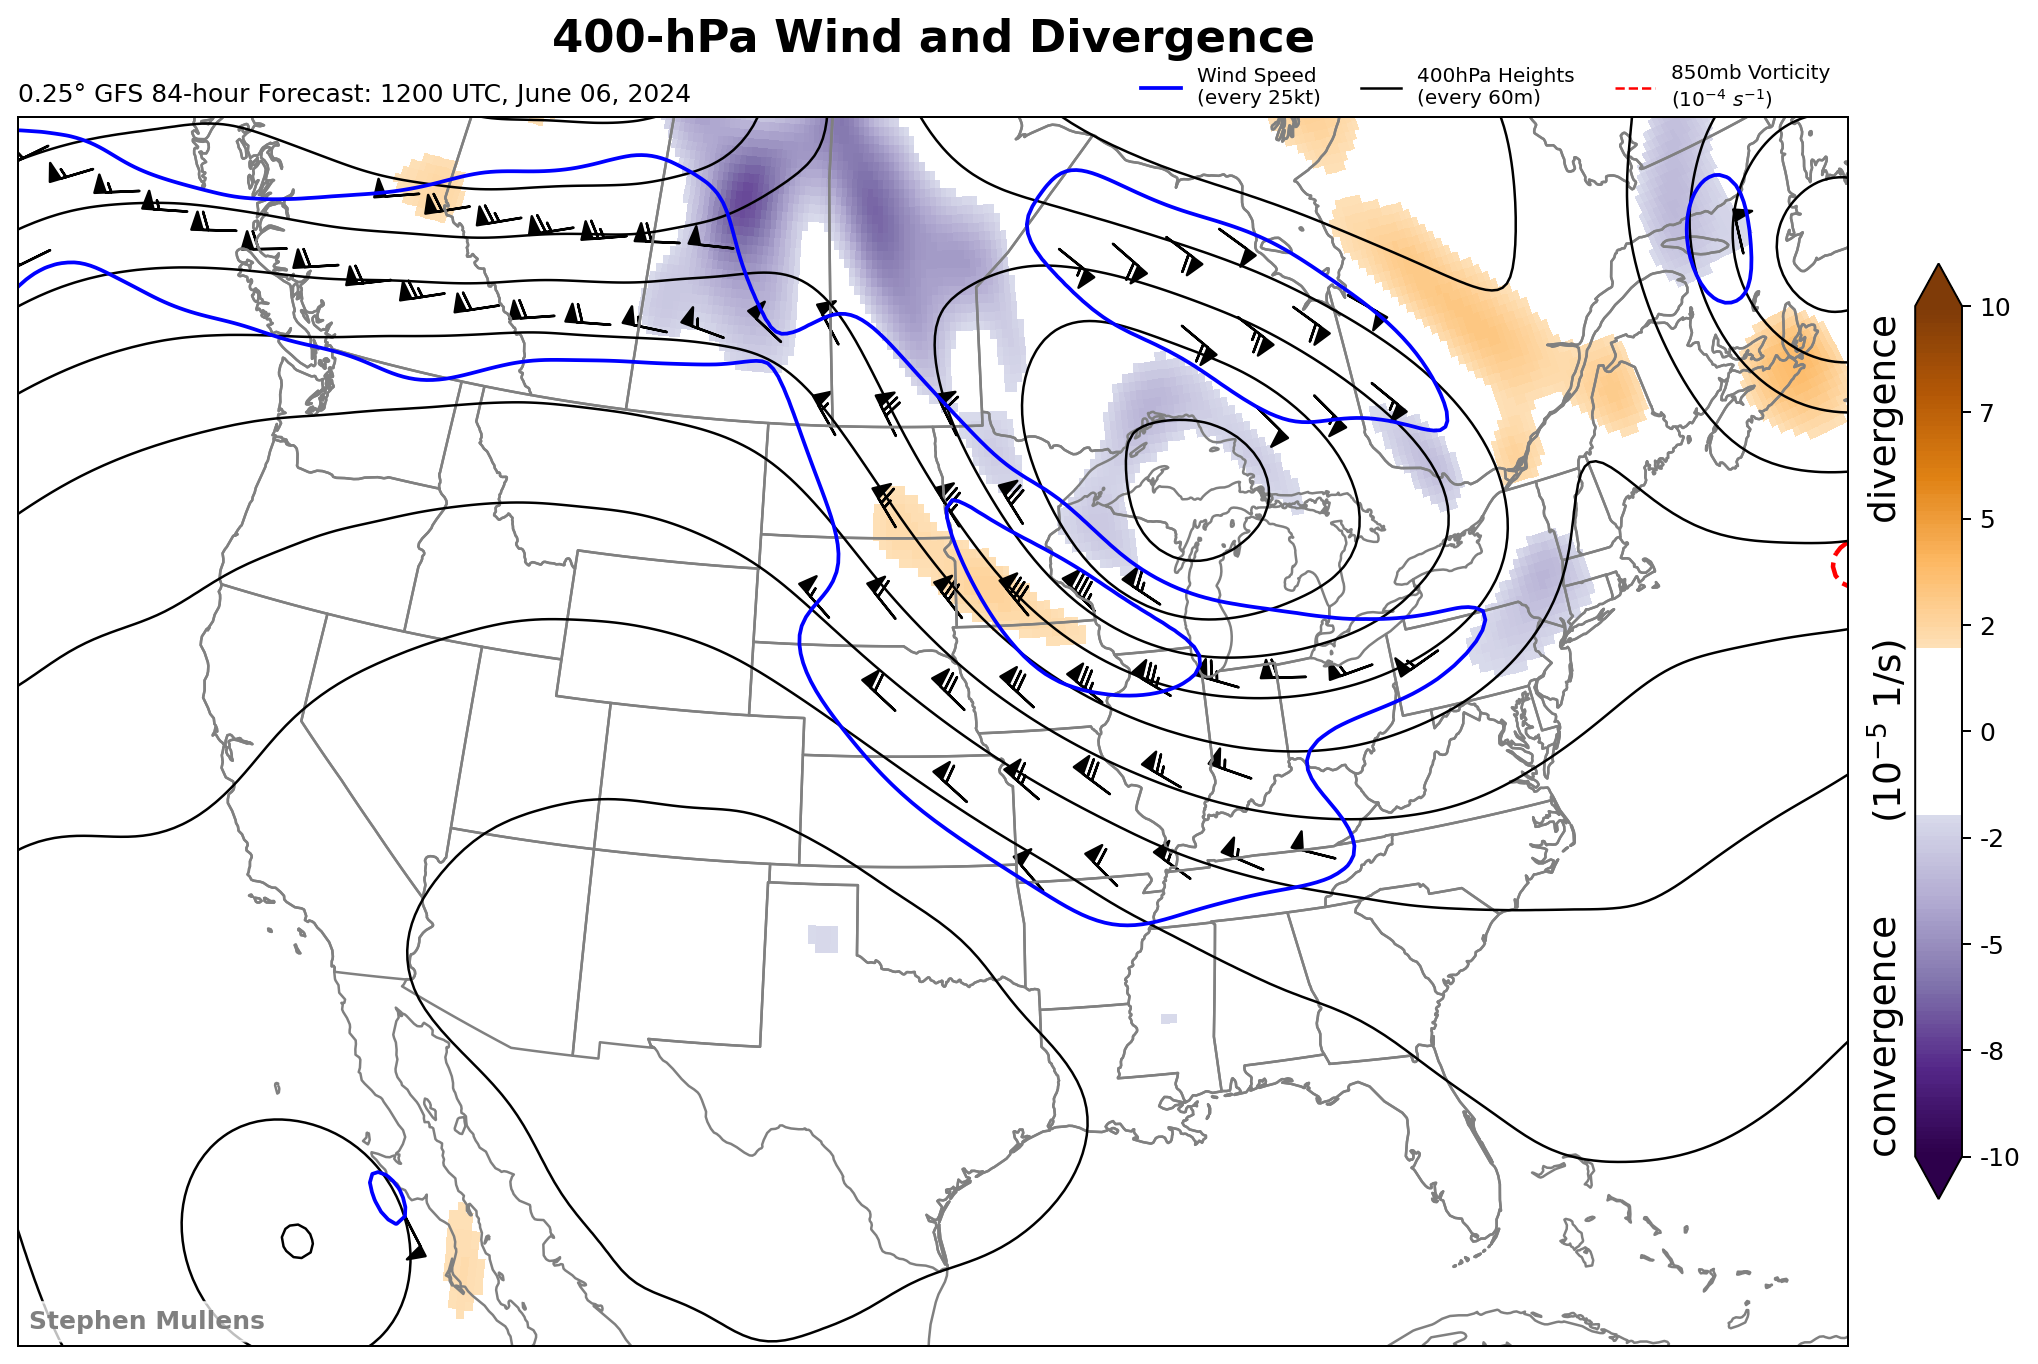 400-hPa Wind and Divergence
0.25° GFS 84-hour Forecast: 1200 UTC, June 06, 2024
Wind Speed
(every 25kt)
400hPa Heights
(every 60m)
850mb Vorticity
(10⁻⁴ s⁻¹)
10
7
5
2
0
-2
-5
-8
-10
convergence (10⁻⁵ 1/s) divergence
Stephen Mullens